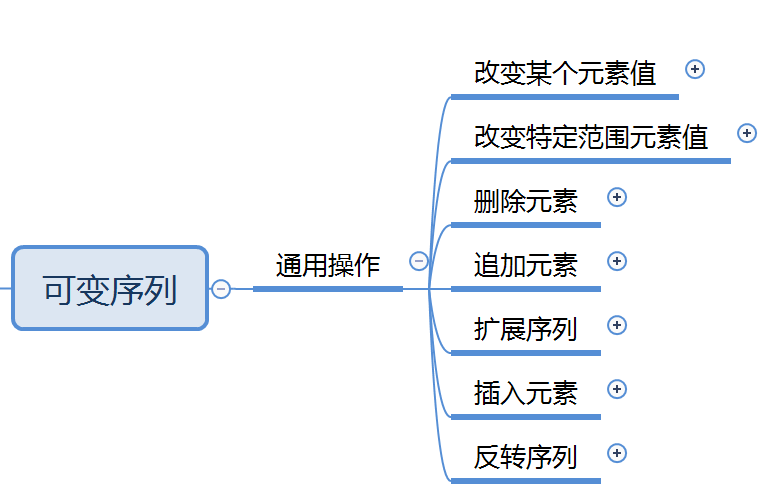 可变序列
通用操作
改变某个元素值
改变特定范围元素值
删除元素
追加元素
扩展序列
插入元素
反转序列